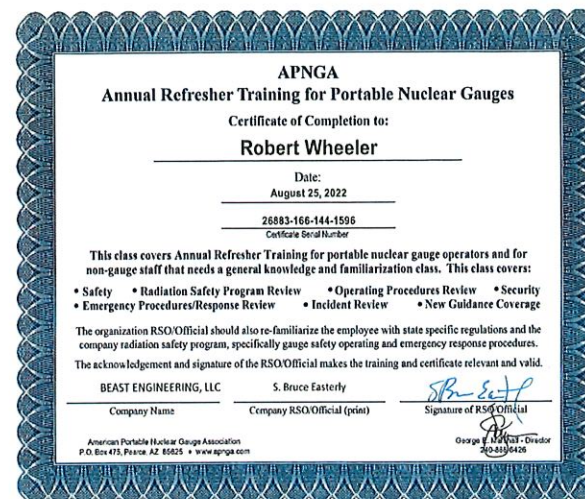 APNGA
Annual Refresher Training for Portable Nuclear Gauges
Certificate of Completion to:
Robert Wheeler
Date:
August 25, 2022
26883-166-144-1596
Certificate Serial Number
This class covers Annual Refresher Training for portable nuclear gauge operators and for
non-gauge staff that needs a general knowledge and familiarization class. This class covers:
• Safety • Radiation Safety Program Review • Operating Procedures Review • Security
• Emergency Procedures/Response Review • Incident Review • New Guidance Coverage
The organization RSO/Official should also re-familiarize the employee with state specific regulations and the
company radiation safety program, specifically gauge safety operating and emergency response procedures.
The acknowledgement and signature of the RSO/Official makes the training and certificate relevant and valid.
BEAST ENGINEERING, LLC S. Bruce Easterly
Company Name Company RSO/Official (print) Signature of RSO/Official
American Portable Nuclear Gauge Association George E. Marshall - Director
P.O. Box 475, Pearce, AZ 85625 • www.apnga.com